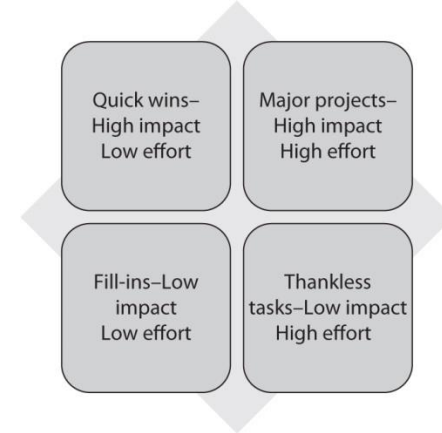 Quick wins–
High impact
Low effort
Major projects–
High impact
High effort
Fill-ins–Low
impact
Low effort
Thankless
tasks–Low impact
High effort